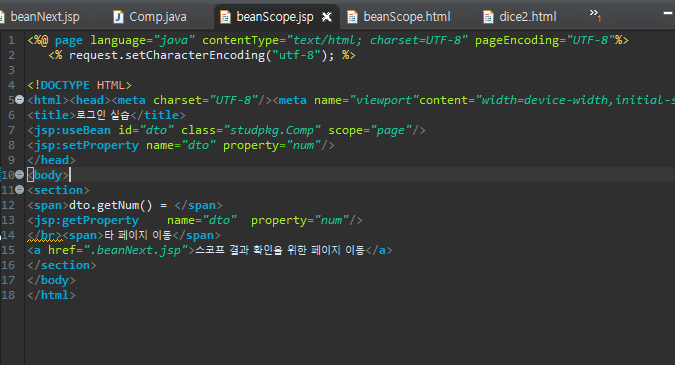 beanNext.jsp Comp.java beanScope.jsp beanScope.html dice2.html »1
1 <%@ page language="java" contentType="text/html; charset=UTF-8" pageEncoding="UTF-8"%>
2 <% request.setCharacterEncoding("utf-8"); %>
3
4 <!DOCTYPE HTML>
5 <html><head><meta charset="UTF-8"/><meta name="viewport"content="width=device-width,initial-s
6 <title>로그인 실습</title>
7 <jsp:useBean id="dto" class="studpkg.Comp" scope="page"/>
8 <jsp:setProperty name="dto" property="num"/>
9 </head>
10 <body>
11 <section>
12 <span>dto.getNum() = </span>
13 <jsp:getProperty name="dto" property="num"/>
14 </br><span>타 페이지 이동</span>
15 <a href=".beanNext.jsp">스코프 결과 확인을 위한 페이지 이동</a>
16 </section>
17 </body>
18 </html>